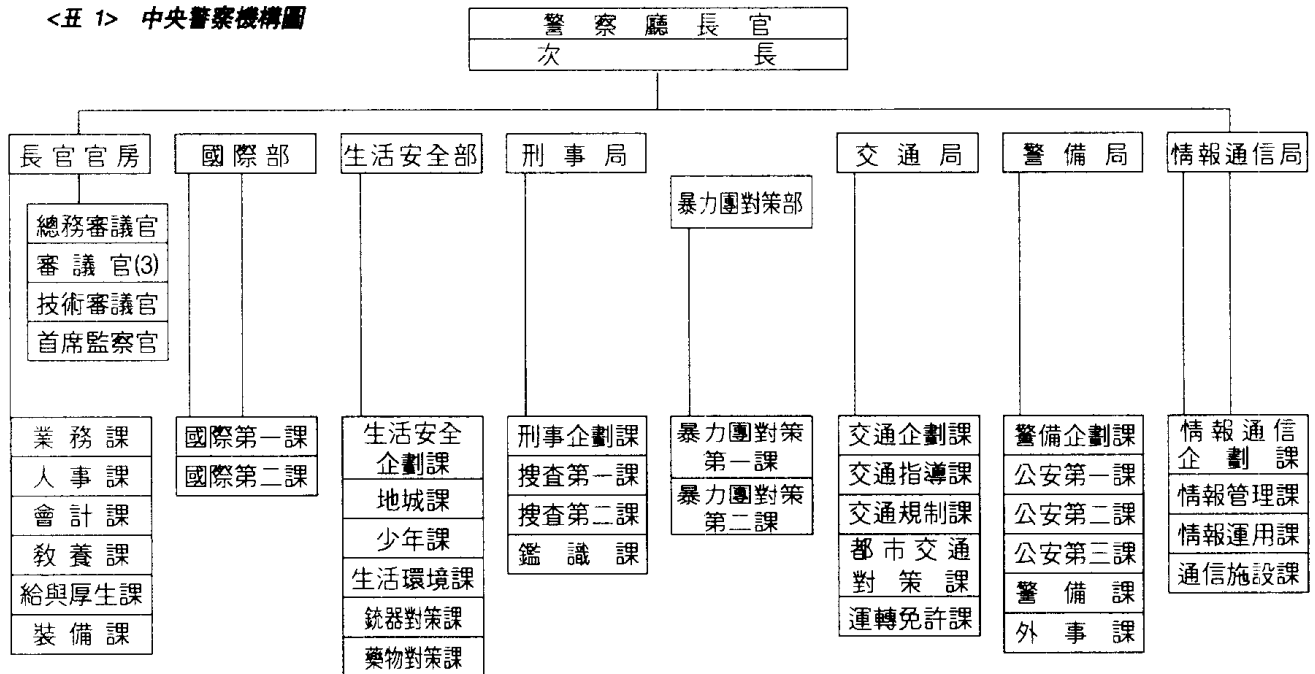 <표 1> 中央警察機構圖
警察廳長官
次長
長官官房
國際部
生活安全部
刑事局
交通局
警備局
情報通信局
暴力團對策部
總務審議官
審議官(3)
技術審議官
首席監察官
業務課
人事課
會計課
敎養課
給與厚生課
裝備課
國際第一課
國際第二課
生活安全
企劃課
地城課
少年課
生活環境課
銃器對策課
藥物對策課
刑事企劃課
搜査第一課
搜査第二課
鑑識課
暴力團對策
第一課
暴力團對策
第二課
交通企劃課
交通指導課
交通規制課
都市交通
對策課
運轉免許課
警備企劃課
公安第一課
公安第二課
公安第三課
警備課
外事課
情報通信
企劃課
情報管理課
情報運用課
通信施設課